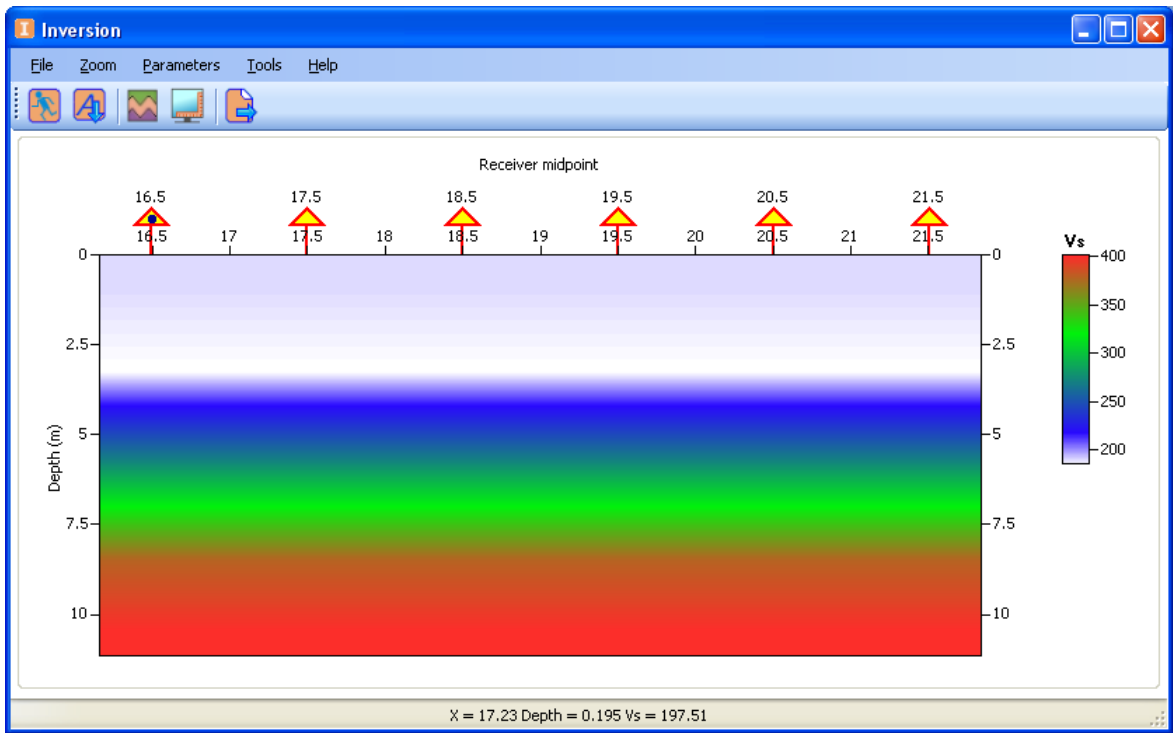 Inversion
File Zoom Parameters Tools Help
Receiver midpoint
16.5 17.5 18.5 19.5 20.5 21.5
16.5 17 17.5 18 18.5 19 19.5 20 20.5 21 21.5
Vs
0 0 400
350
2.5 2.5
300
250
Depth (m)
5 5
200
7.5 7.5
10 10
X = 17.23 Depth = 0.195 Vs = 197.51